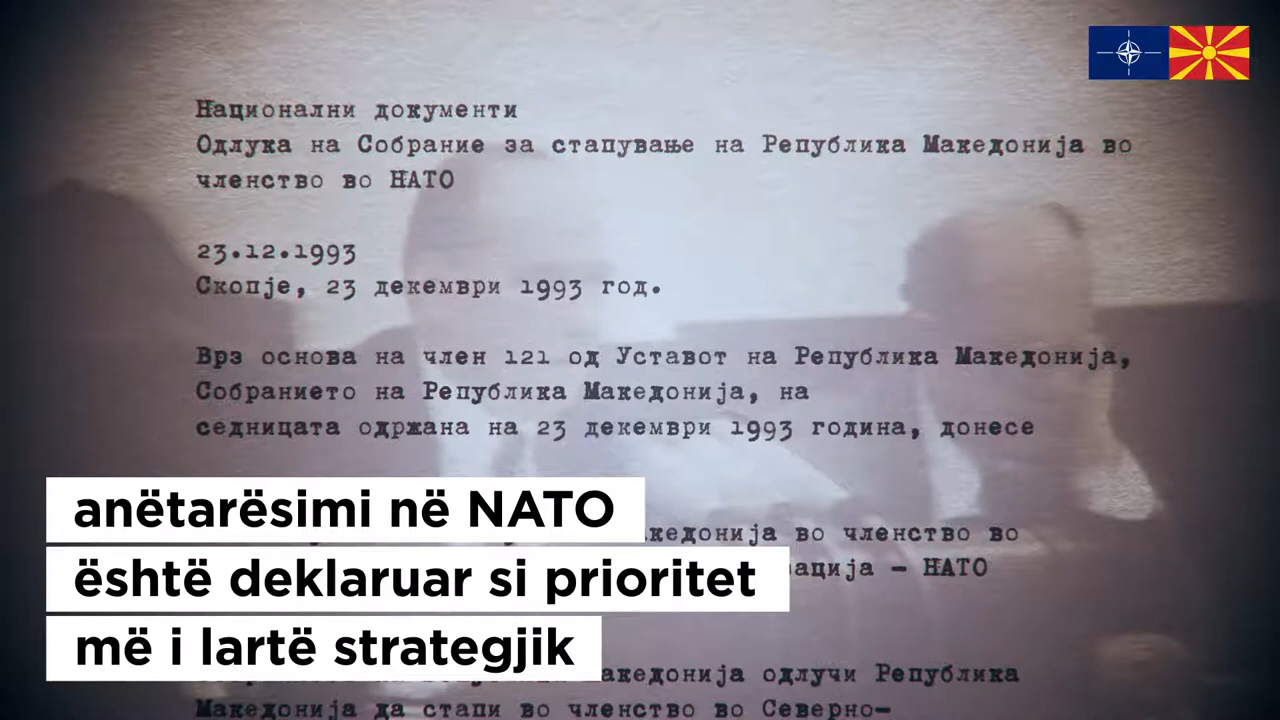 Национални документи
Одлука на Собрание за стапување на Република Македонија во
членство во НАТО
23.12.1993
Скопје, 23 декември 1993 год.
Врз основа на член 121 од Уставот на Република Македонија,
Собранието на Република Македонија, на
седницата одржана на 23 декември 1993 година, донесе
anëtarësimi në NATO
во членство во
është deklaruar si prioritet
– НАТО
më i lartë strategjik
одлучи Република
Македонија да стапи во членство во Северно–